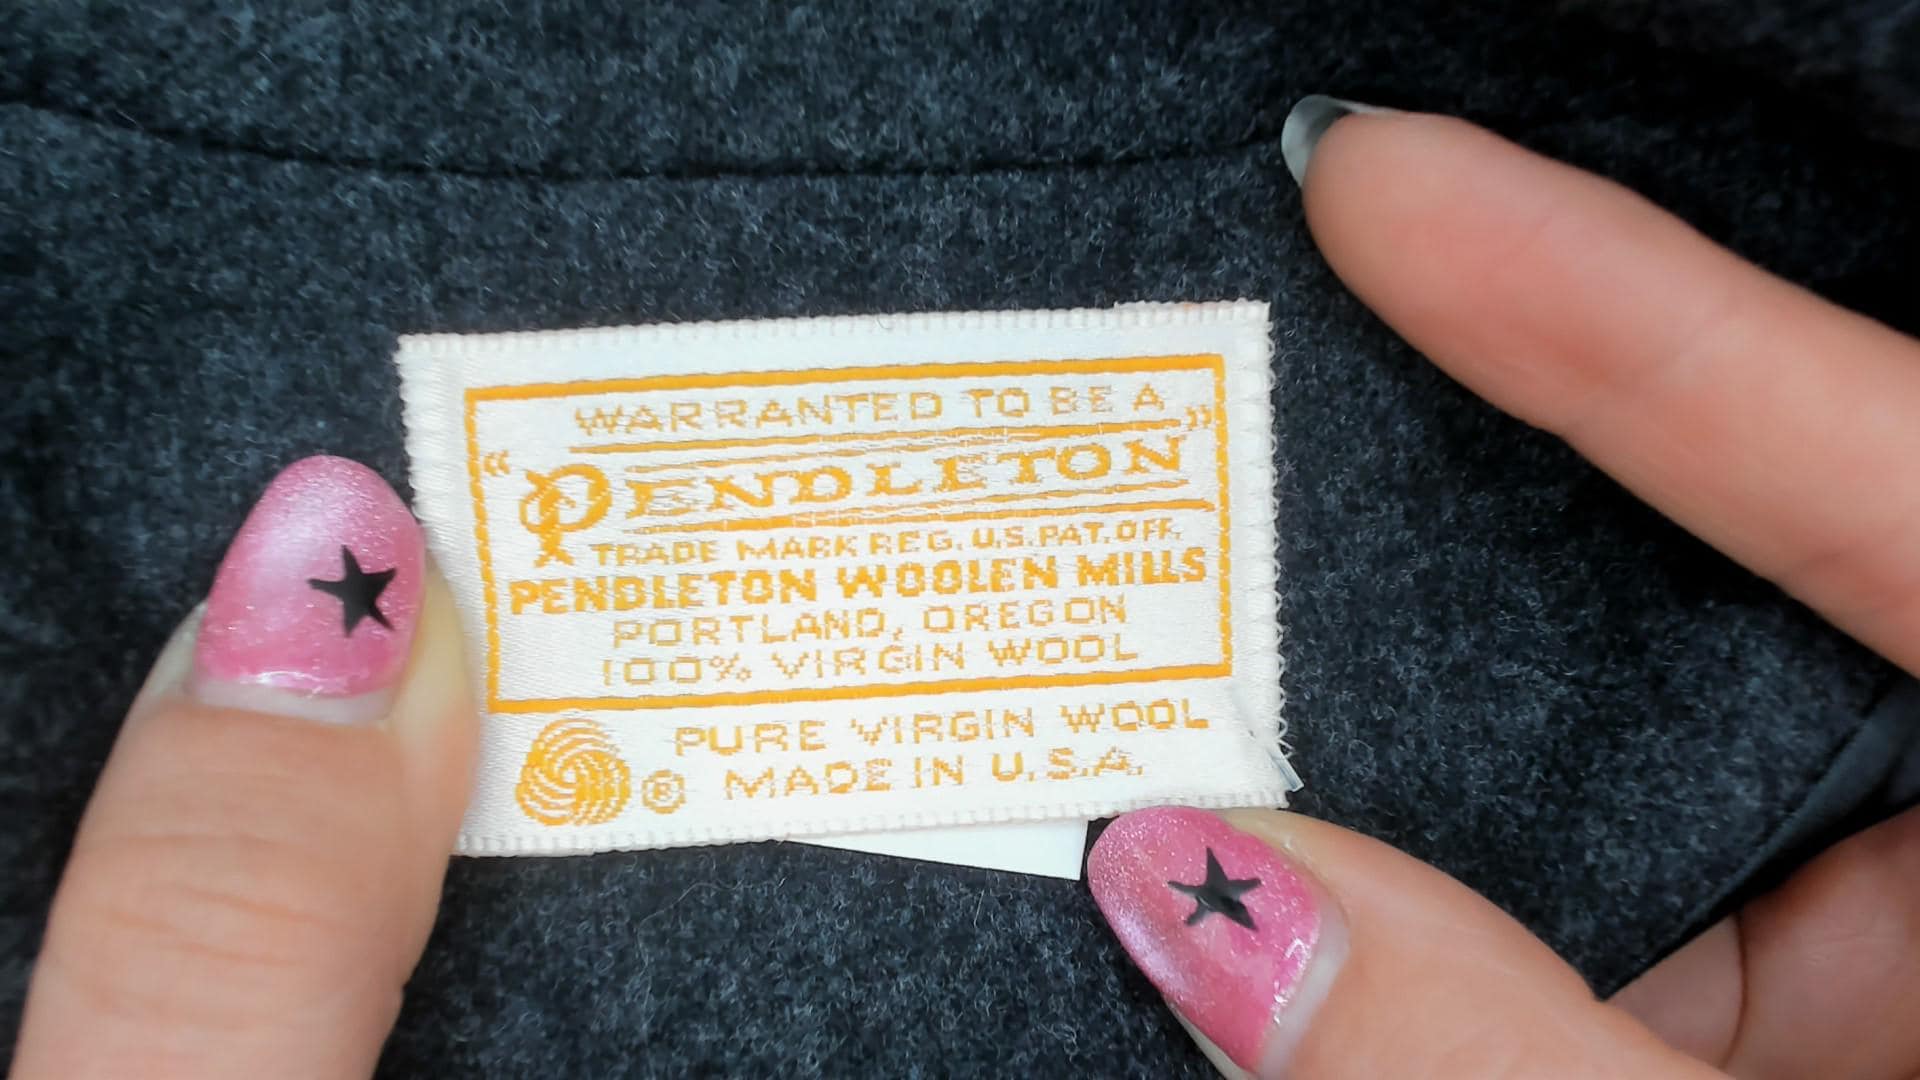 WARRANTED TO BE A
"PENDLETON"
TRADE MARK REG. U.S. PAT. OFF.
PENDLETON WOOLEN MILLS
PORTLAND, OREGON
100% VIRGIN WOOL
PURE VIRGIN WOOL
® MADE IN U.S.A.